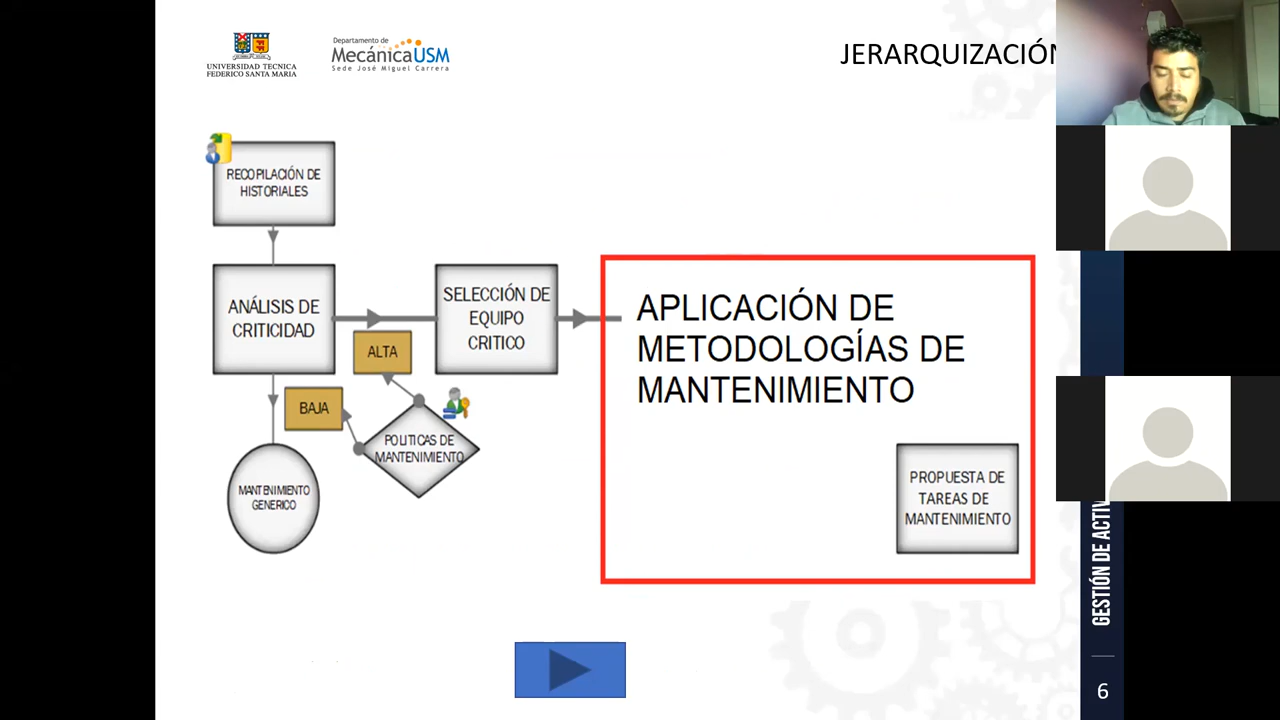 UNIVERSIDAD TECNICA
FEDERICO SANTA MARIA
Departamento de
MecánicaUSM
Sede José Miguel Carrera
JERARQUIZACIÓN
RECOPILACIÓN DE
HISTORIALES
ANÁLISIS DE
CRITICIDAD
SELECCIÓN DE
EQUIPO
CRITICO
ALTA
BAJA
POLITICAS DE
MANTENIMIENTO
MANTENIMIENTO
GENERICO
APLICACIÓN DE
METODOLOGÍAS DE
MANTENIMIENTO
PROPUESTA DE
TAREAS DE
MANTENIMIENTO
GESTIÓN DE ACTIV
6